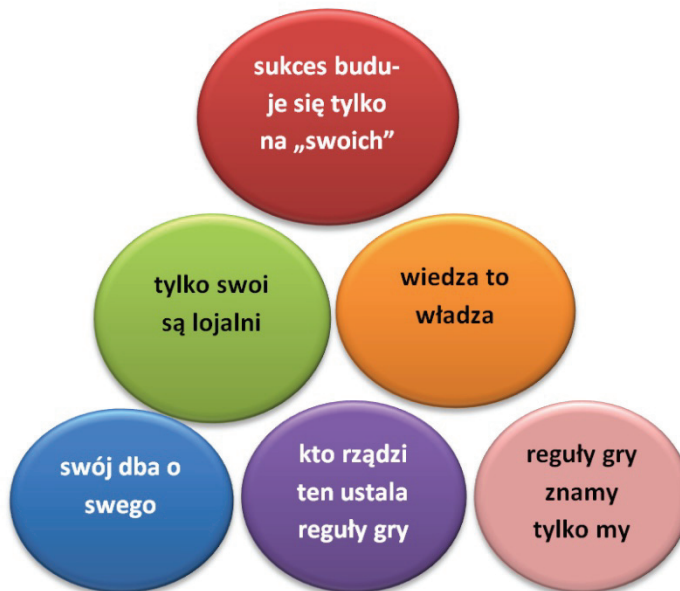 sukces budu-
je się tylko
na „swoich”
tylko swoi
są lojalni
wiedza to
władza
swój dba o
swego
kto rządzi
ten ustala
reguły gry
reguły gry
znamy
tylko my